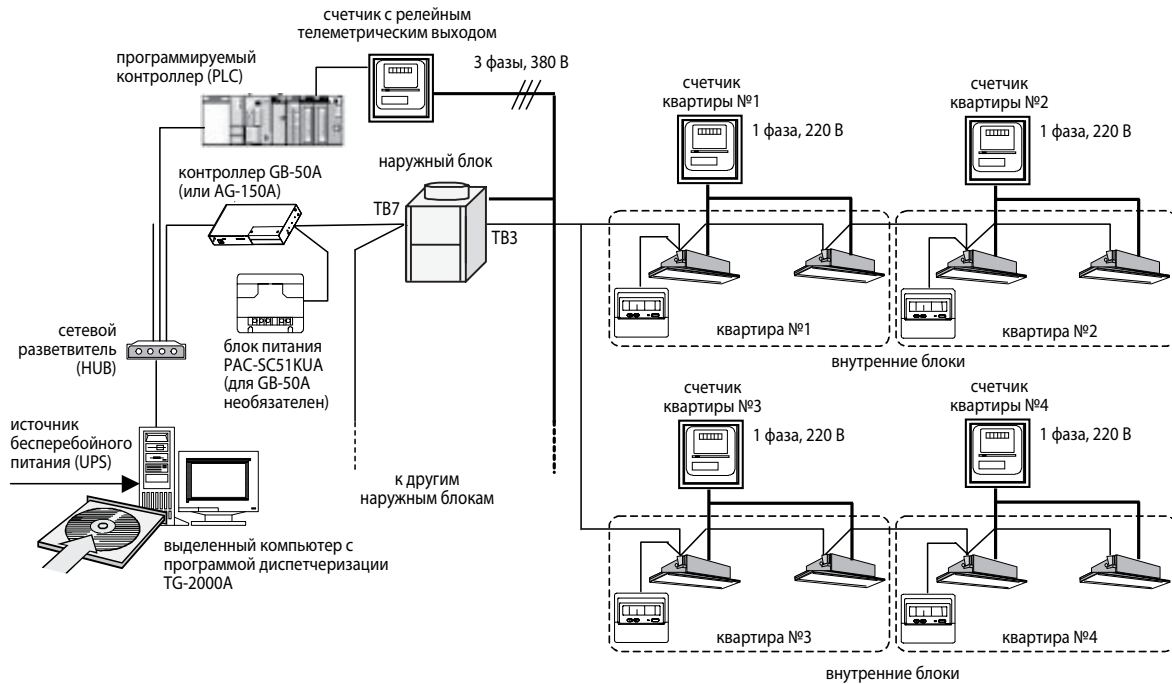 счетчик с релейным
телеметрическим выходом
программируемый
контроллер (PLC)
3 фазы, 380 В
счетчик
квартиры №1
1 фаза, 220 В
счетчик
квартиры №2
1 фаза, 220 В
контроллер GB-50A
(или AG-150A)
наружный блок
TB7
TB3
квартира №1
квартира №2
внутренние блоки
сетевой
разветвитель
(HUB)
блок питания
PAC-SC51KUA
(для GB-50A
необязателен)
источник
бесперебойного
питания (UPS)
к другим
наружным блокам
выделенный компьютер с
программой диспетчеризации
TG-2000A
счетчик
квартиры №3
1 фаза, 220 В
счетчик
квартиры №4
1 фаза, 220 В
квартира №3
квартира №4
внутренние блоки